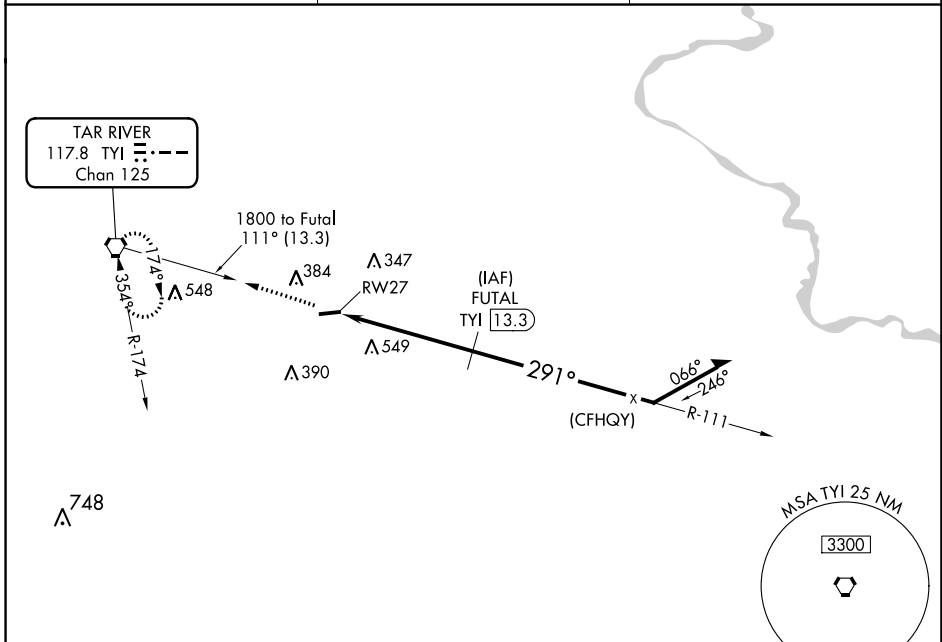 TAR RIVER
117.8 TYI
Chan 125
1800 to Futal
111° (13.3)
174°
354°
R-174
548
384
347
RW27
549
390
(IAF)
FUTAL
TYI 13.3
291°
066°
246°
x
(CFHQY)
R-111
748
MSA TYI 25 NM
3300